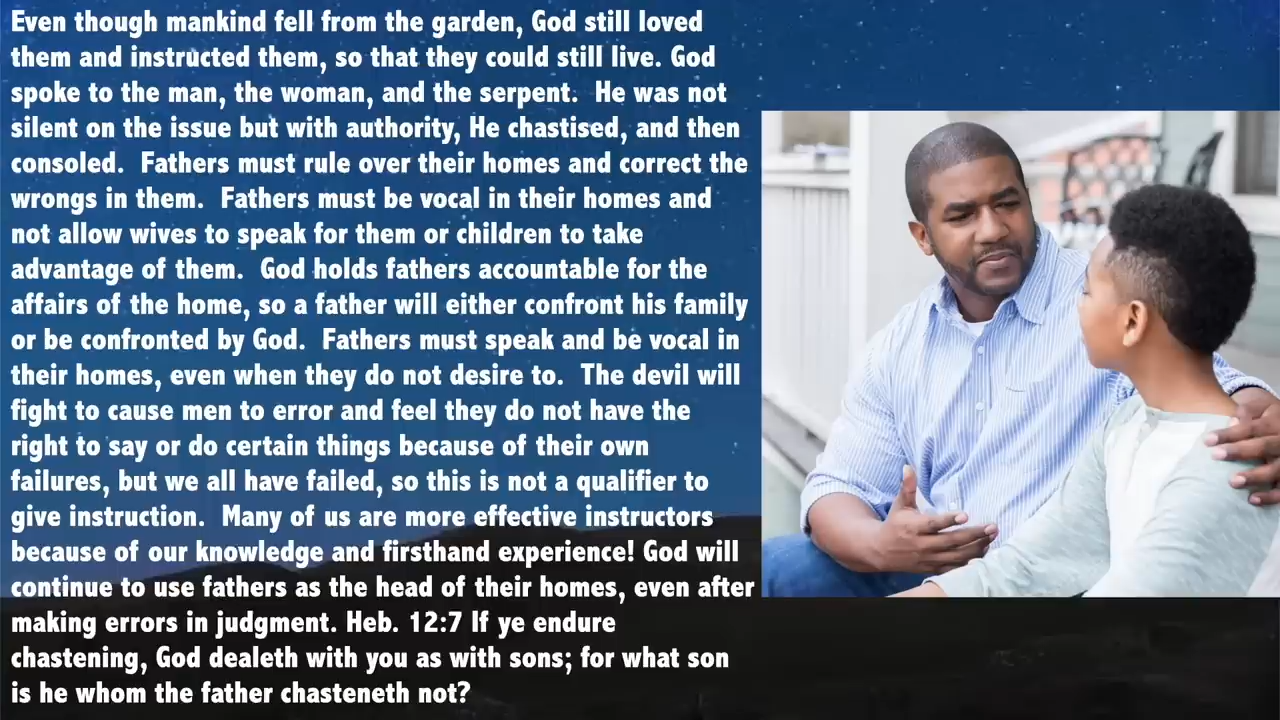 Even though mankind fell from the garden, God still loved
them and instructed them, so that they could still live. God
spoke to the man, the woman, and the serpent.  He was not
silent on the issue but with authority, He chastised, and then
consoled.  Fathers must rule over their homes and correct the
wrongs in them.  Fathers must be vocal in their homes and
not allow wives to speak for them or children to take
advantage of them.  God holds fathers accountable for the
affairs of the home, so a father will either confront his family
or be confronted by God.  Fathers must speak and be vocal in
their homes, even when they do not desire to.  The devil will
fight to cause men to error and feel they do not have the
right to say or do certain things because of their own
failures, but we all have failed, so this is not a qualifier to
give instruction.  Many of us are more effective instructors
because of our knowledge and firsthand experience! God will
continue to use fathers as the head of their homes, even after
making errors in judgment. Heb. 12:7 If ye endure
chastening, God dealeth with you as with sons; for what son
is he whom the father chasteneth not?